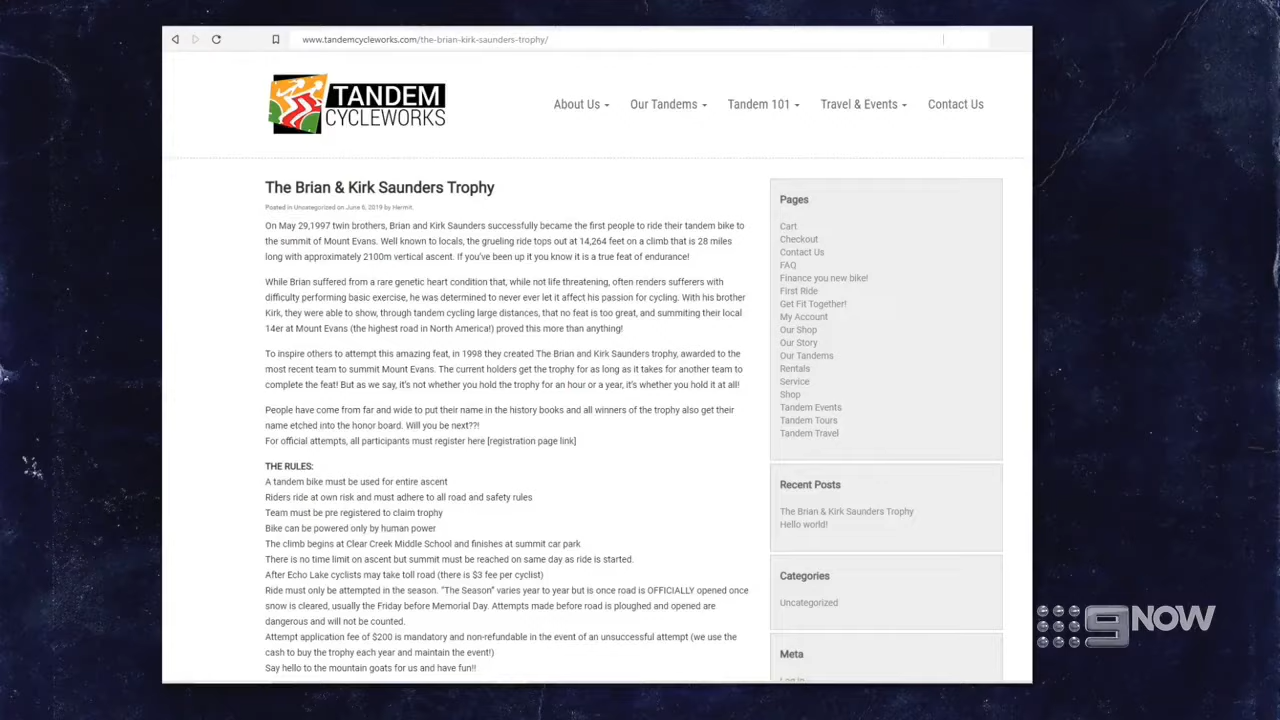 www.tandemcycleworks.com/the-brian-kirk-saunders-trophy/
TANDEM
CYCLEWORKS
About Us
Our Tandems
Tandem 101
Travel & Events
Contact Us
The Brian & Kirk Saunders Trophy
Posted in Uncategorized on June 6, 2019 by Hermit.
On May 29,1997 twin brothers, Brian and Kirk Saunders successfully became the first people to ride their tandem bike to
the summit of Mount Evans. Well known to locals, the grueling ride tops out at 14,264 feet on a climb that is 28 miles
long with approximately 2100m vertical ascent. If you've been up it you know it is a true feat of endurance!
While Brian suffered from a rare genetic heart condition that, while not life threatening, often renders sufferers with
difficulty performing basic exercise, he was determined to never ever let it affect his passion for cycling. With his brother
Kirk, they were able to show, through tandem cycling large distances, that no feat is too great, and summiting their local
14er at Mount Evans (the highest road in North America!) proved this more than anything!
To inspire others to attempt this amazing feat, in 1998 they created The Brian and Kirk Saunders trophy, awarded to the
most recent team to summit Mount Evans. The current holders get the trophy for as long as it takes for another team to
complete the feat! But as we say, it's not whether you hold the trophy for an hour or a year, it's whether you hold it at all!
People have come from far and wide to put their name in the history books and all winners of the trophy also get their
name etched into the honor board. Will you be next??!
For official attempts, all participants must register here [registration page link]
THE RULES:
A tandem bike must be used for entire ascent
Riders ride at own risk and must adhere to all road and safety rules
Team must be pre registered to claim trophy
Bike can be powered only by human power
The climb begins at Clear Creek Middle School and finishes at summit car park
There is no time limit on ascent but summit must be reached on same day as ride is started.
After Echo Lake cyclists may take toll road (there is $3 fee per cyclist)
Ride must only be attempted in the season. "The Season" varies year to year but is once road is OFFICIALLY opened once
snow is cleared, usually the Friday before Memorial Day. Attempts made before road is ploughed and opened are
dangerous and will not be counted.
Attempt application fee of $200 is mandatory and non-refundable in the event of an unsuccessful attempt (we use the
cash to buy the trophy each year and maintain the event!)
Say hello to the mountain goats for us and have fun!!
Pages
Cart
Checkout
Contact Us
FAQ
Finance you new bike!
First Ride
Get Fit Together!
My Account
Our Shop
Our Story
Our Tandems
Rentals
Service
Shop
Tandem Events
Tandem Tours
Tandem Travel
Recent Posts
The Brian & Kirk Saunders Trophy
Hello world!
Categories
Uncategorized
Meta
Log in
9NOW